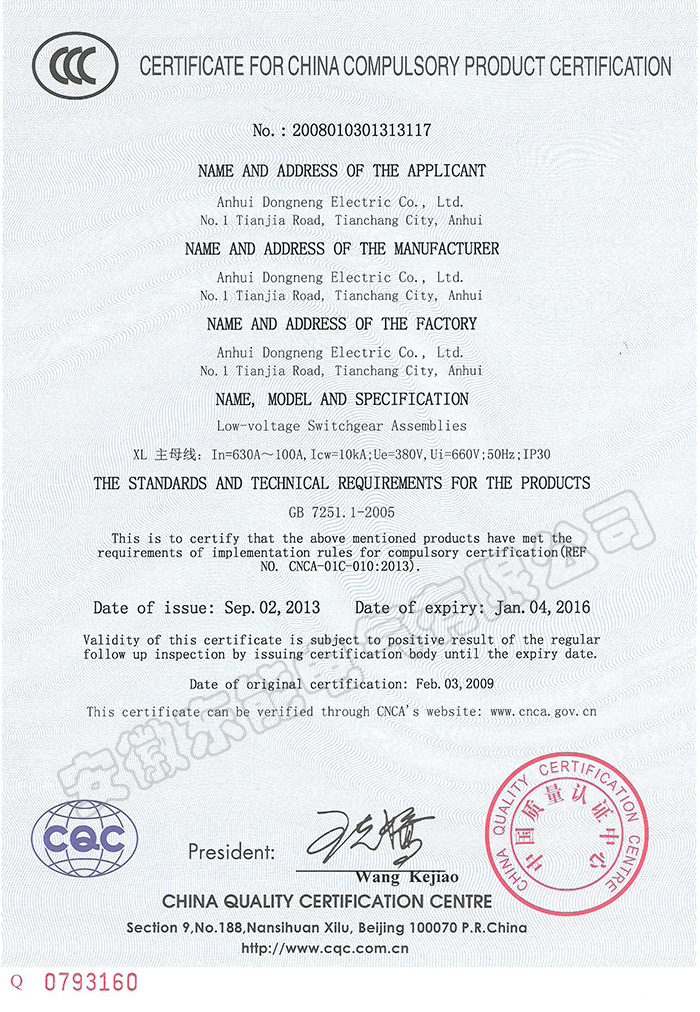 CCC
CERTIFICATE FOR CHINA COMPULSORY PRODUCT CERTIFICATION
No.: 2008010301313117
NAME AND ADDRESS OF THE APPLICANT
Anhui Dongneng Electric Co., Ltd.
No.1 Tianjia Road, Tianchang City, Anhui
NAME AND ADDRESS OF THE MANUFACTURER
Anhui Dongneng Electric Co., Ltd.
No.1 Tianjia Road, Tianchang City, Anhui
NAME AND ADDRESS OF THE FACTORY
Anhui Dongneng Electric Co., Ltd.
No.1 Tianjia Road, Tianchang City, Anhui
NAME, MODEL AND SPECIFICATION
Low-voltage Switchgear Assemblies
XL 主母线: In=630A～100A,Icw=10kA;Ue=380V,Ui=660V;50Hz;IP30
THE STANDARDS AND TECHNICAL REQUIREMENTS FOR THE PRODUCTS
GB 7251.1-2005
This is to certify that the above mentioned products have met the
requirements of implementation rules for compulsory certification(REF
NO. CNCA-01C-010:2013).
Date of issue: Sep.02,2013 Date of expiry: Jan.04,2016
Validity of this certificate is subject to positive result of the regular
follow up inspection by issuing certification body until the expiry date.
Date of original certification: Feb.03,2009
This certificate can be verified through CNCA's website: www.cnca.gov.cn
安徽东能电气有限公司
CQC
President:
Wang Kejiao
CHINA QUALITY CERTIFICATION CENTRE
中国质量认证中心
CHINA QUALITY CERTIFICATION CENTRE
Section 9,No.188,Nansihuan Xilu, Beijing 100070 P.R.China
http://www.cqc.com.cn
Q 0793160